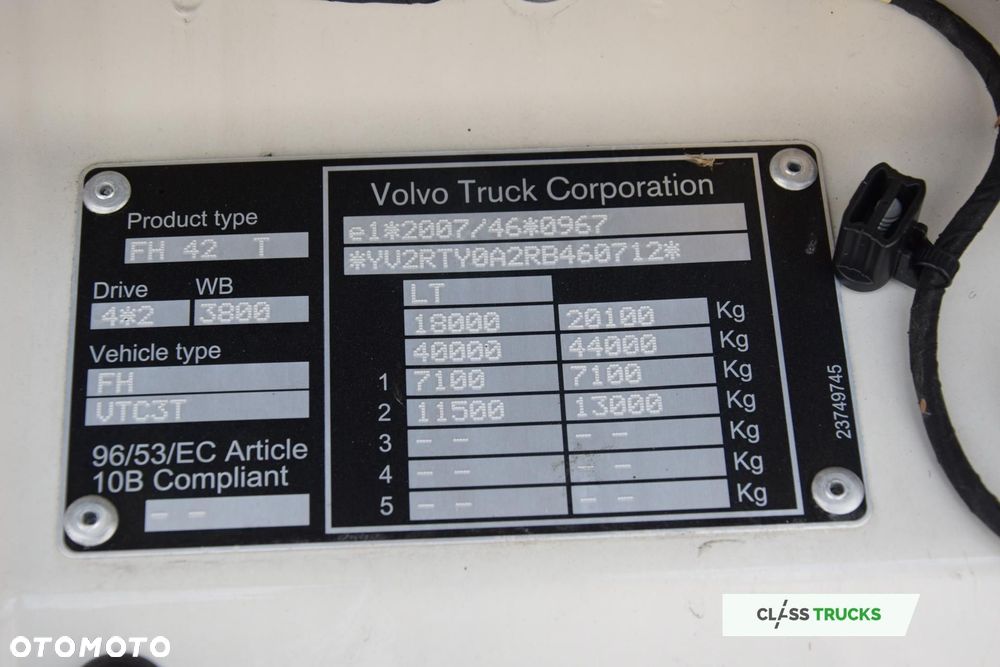 Product type
FH 42 T
Drive WB
4*2 3800
Vehicle type
FH
VTC3T
96/53/EC Article
10B Compliant
- -
Volvo Truck Corporation
e1*2007/46*0967
*YV2RTY0A2RB460712*
LT
18000 20100 Kg
40000 44000 Kg
1 7100 7100 Kg
2 11500 13000 Kg
3 - - - - Kg
4 - - - - Kg
5 - - - - Kg
23749745
CLASS TRUCKS
OTOMOTO